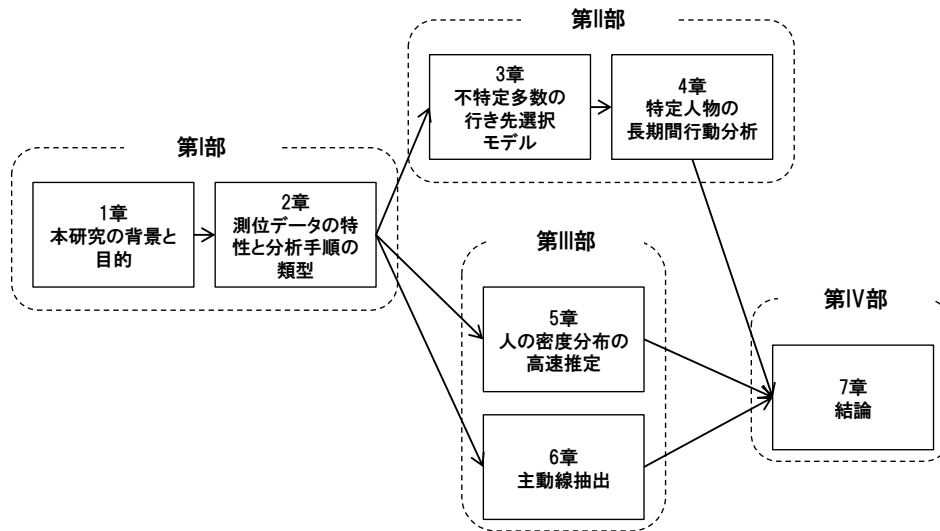 第I部
1章
本研究の背景と
目的
2章
測位データの特
性と分析手順の
類型
第II部
3章
不特定多数の
行き先選択
モデル
4章
特定人物の
長期間行動分析
第III部
5章
人の密度分布の
高速推定
6章
主動線抽出
第IV部
7章
結論